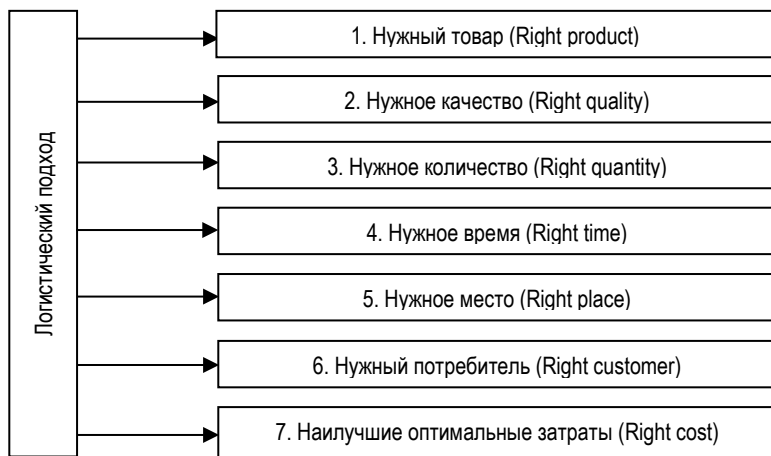 Логистический подход
1. Нужный товар (Right product)
2. Нужное качество (Right quality)
3. Нужное количество (Right quantity)
4. Нужное время (Right time)
5. Нужное место (Right place)
6. Нужный потребитель (Right customer)
7. Наилучшие оптимальные затраты (Right cost)